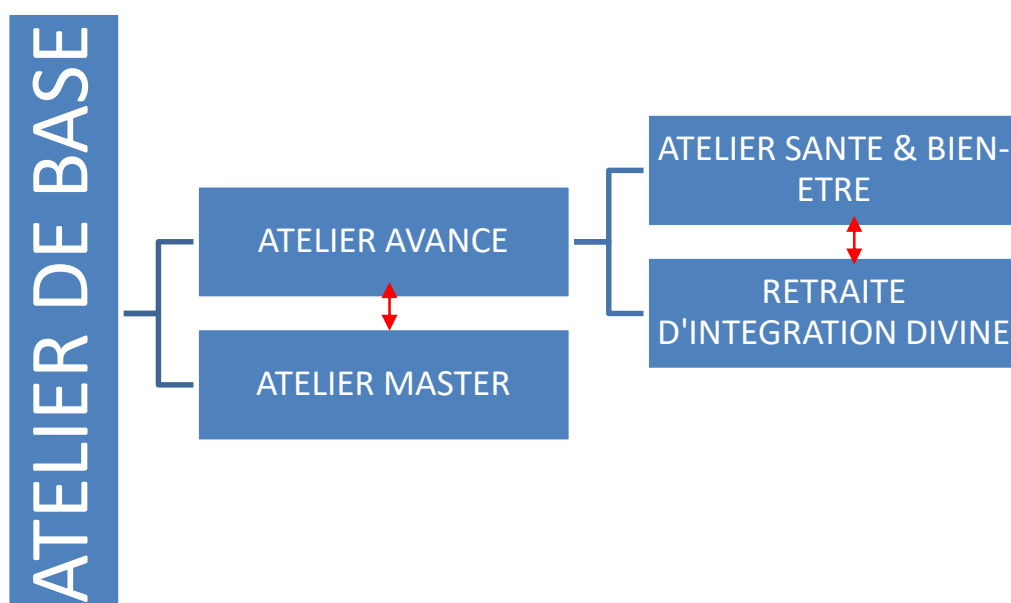 ATELIER DE BASE
ATELIER AVANCE
ATELIER MASTER
ATELIER SANTE & BIEN-
ETRE
RETRAITE
D'INTEGRATION DIVINE